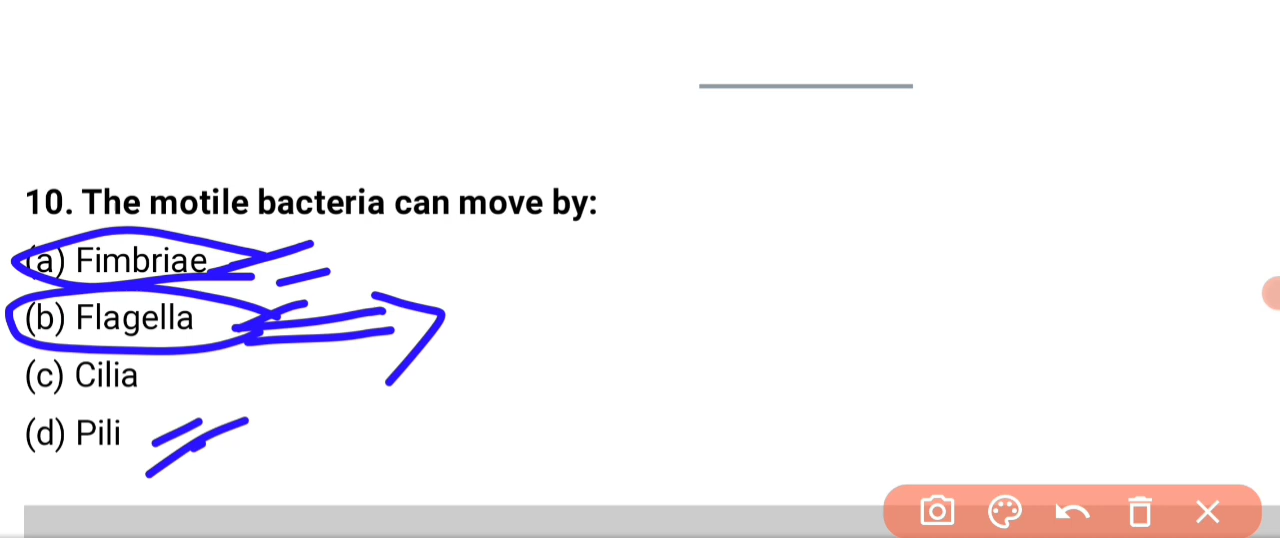 10. The motile bacteria can move by:
(a) Fimbriae
(b) Flagella
(c) Cilia
(d) Pili